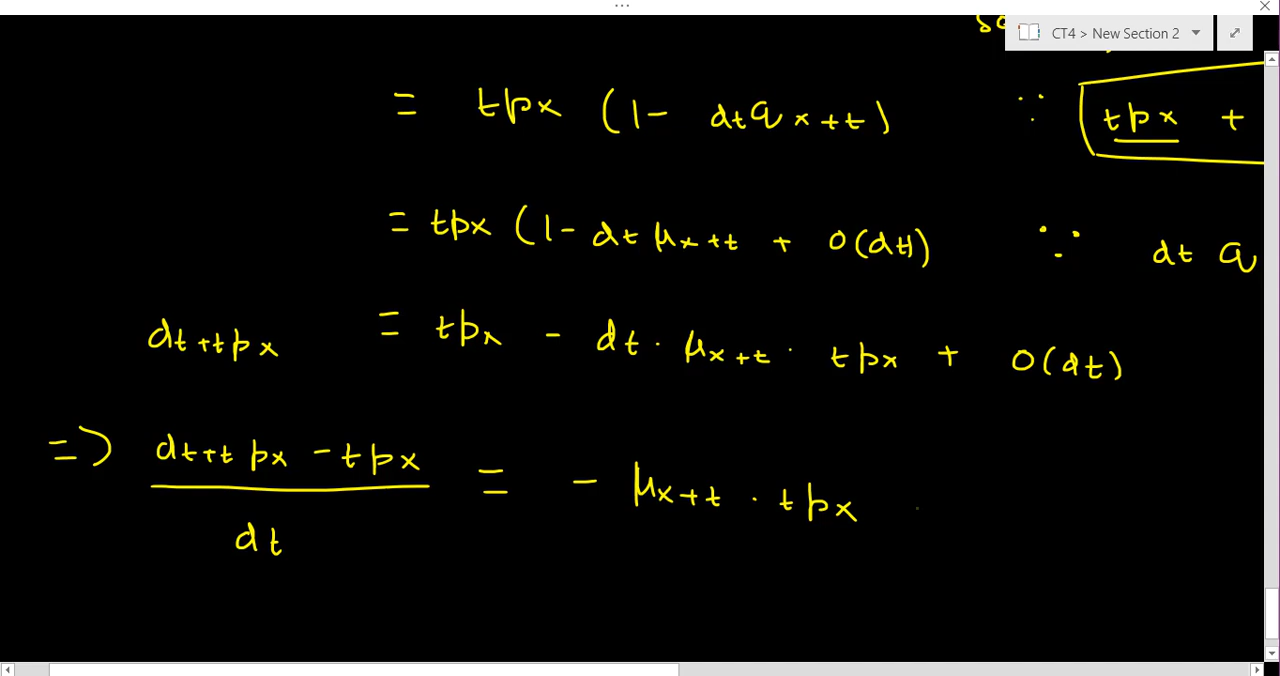 CT4 > New Section 2
= tpx (1 - dtqx+t) ∵ tpx +
= tpx (1 - dt μx+t + O(dt)) ∵ dt q
dt+tpx = tpx - dt · μx+t · tpx + O(dt)
=> dt+t px - tpx = - μx+t · tpx
dt